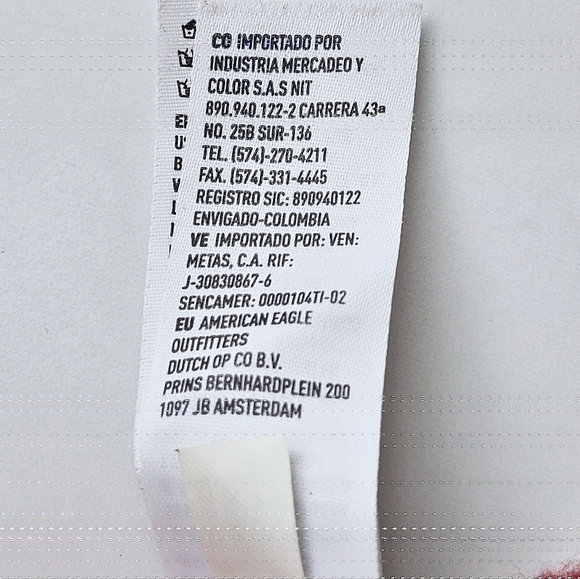 CO IMPORTADO POR
INDUSTRIA MERCADEO Y
COLOR S.A.S NIT
890.940.122-2 CARRERA 43ª
NO. 25B SUR-136
TEL. (574)-270-4211
FAX. (574)-331-4445
REGISTRO SIC: 890940122
ENVIGADO-COLOMBIA
VE IMPORTADO POR: VEN:
METAS, C.A. RIF:
J-30830867-6
SENCAMER: 0000104TI-02
EU AMERICAN EAGLE
OUTFITTERS
DUTCH OP CO B.V.
PRINS BERNHARDPLEIN 200
1097 JB AMSTERDAM